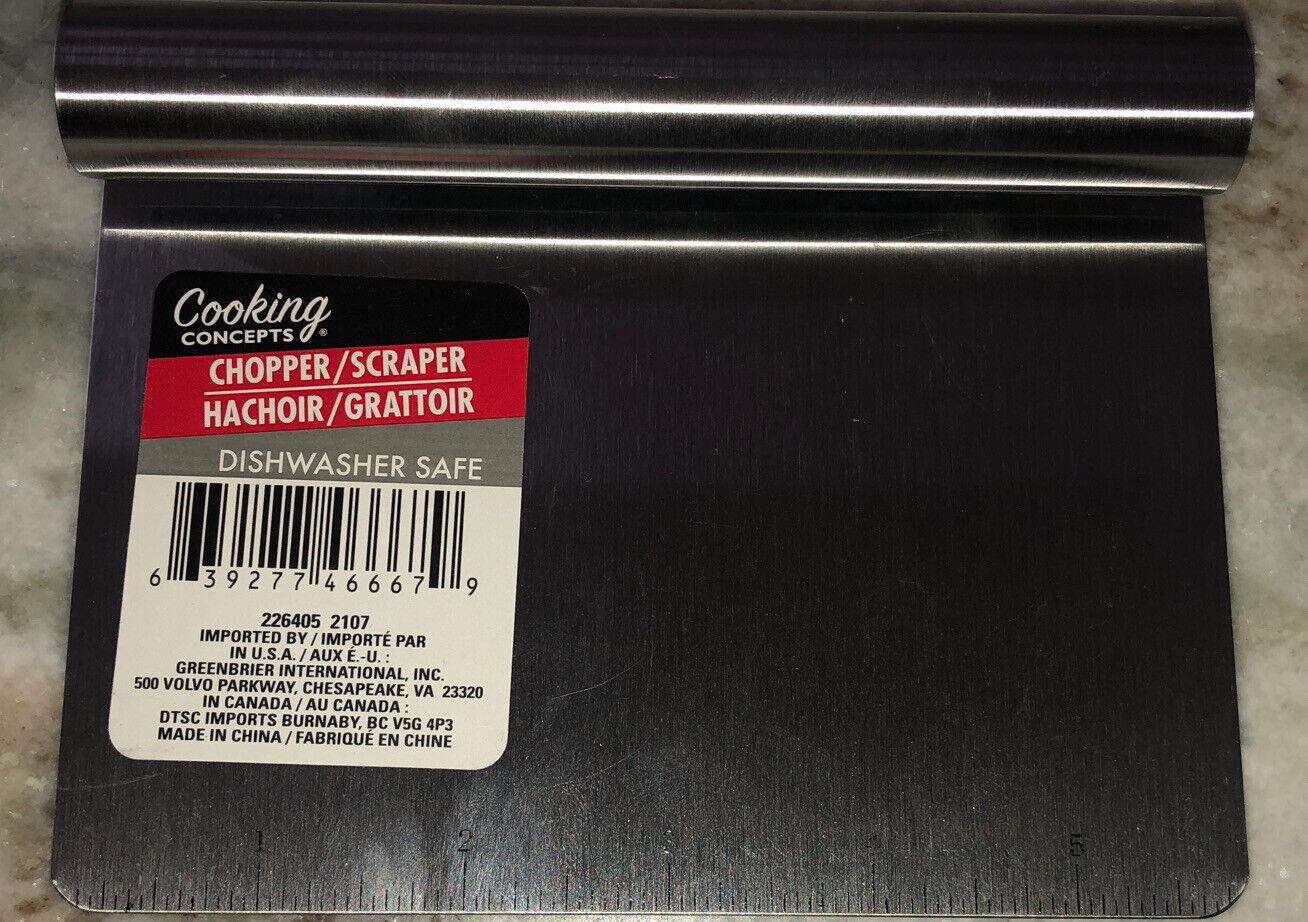 Cooking
CONCEPTS®
CHOPPER/SCRAPER
HACHOIR/GRATTOIR
DISHWASHER SAFE
6 39277 46667 9
226405 2107
IMPORTED BY / IMPORTÉ PAR
IN U.S.A. / AUX É.-U. :
GREENBRIER INTERNATIONAL, INC.
500 VOLVO PARKWAY, CHESAPEAKE, VA 23320
IN CANADA / AU CANADA :
DTSC IMPORTS BURNABY, BC V5G 4P3
MADE IN CHINA / FABRIQUÉ EN CHINE
1 2 3 4 5